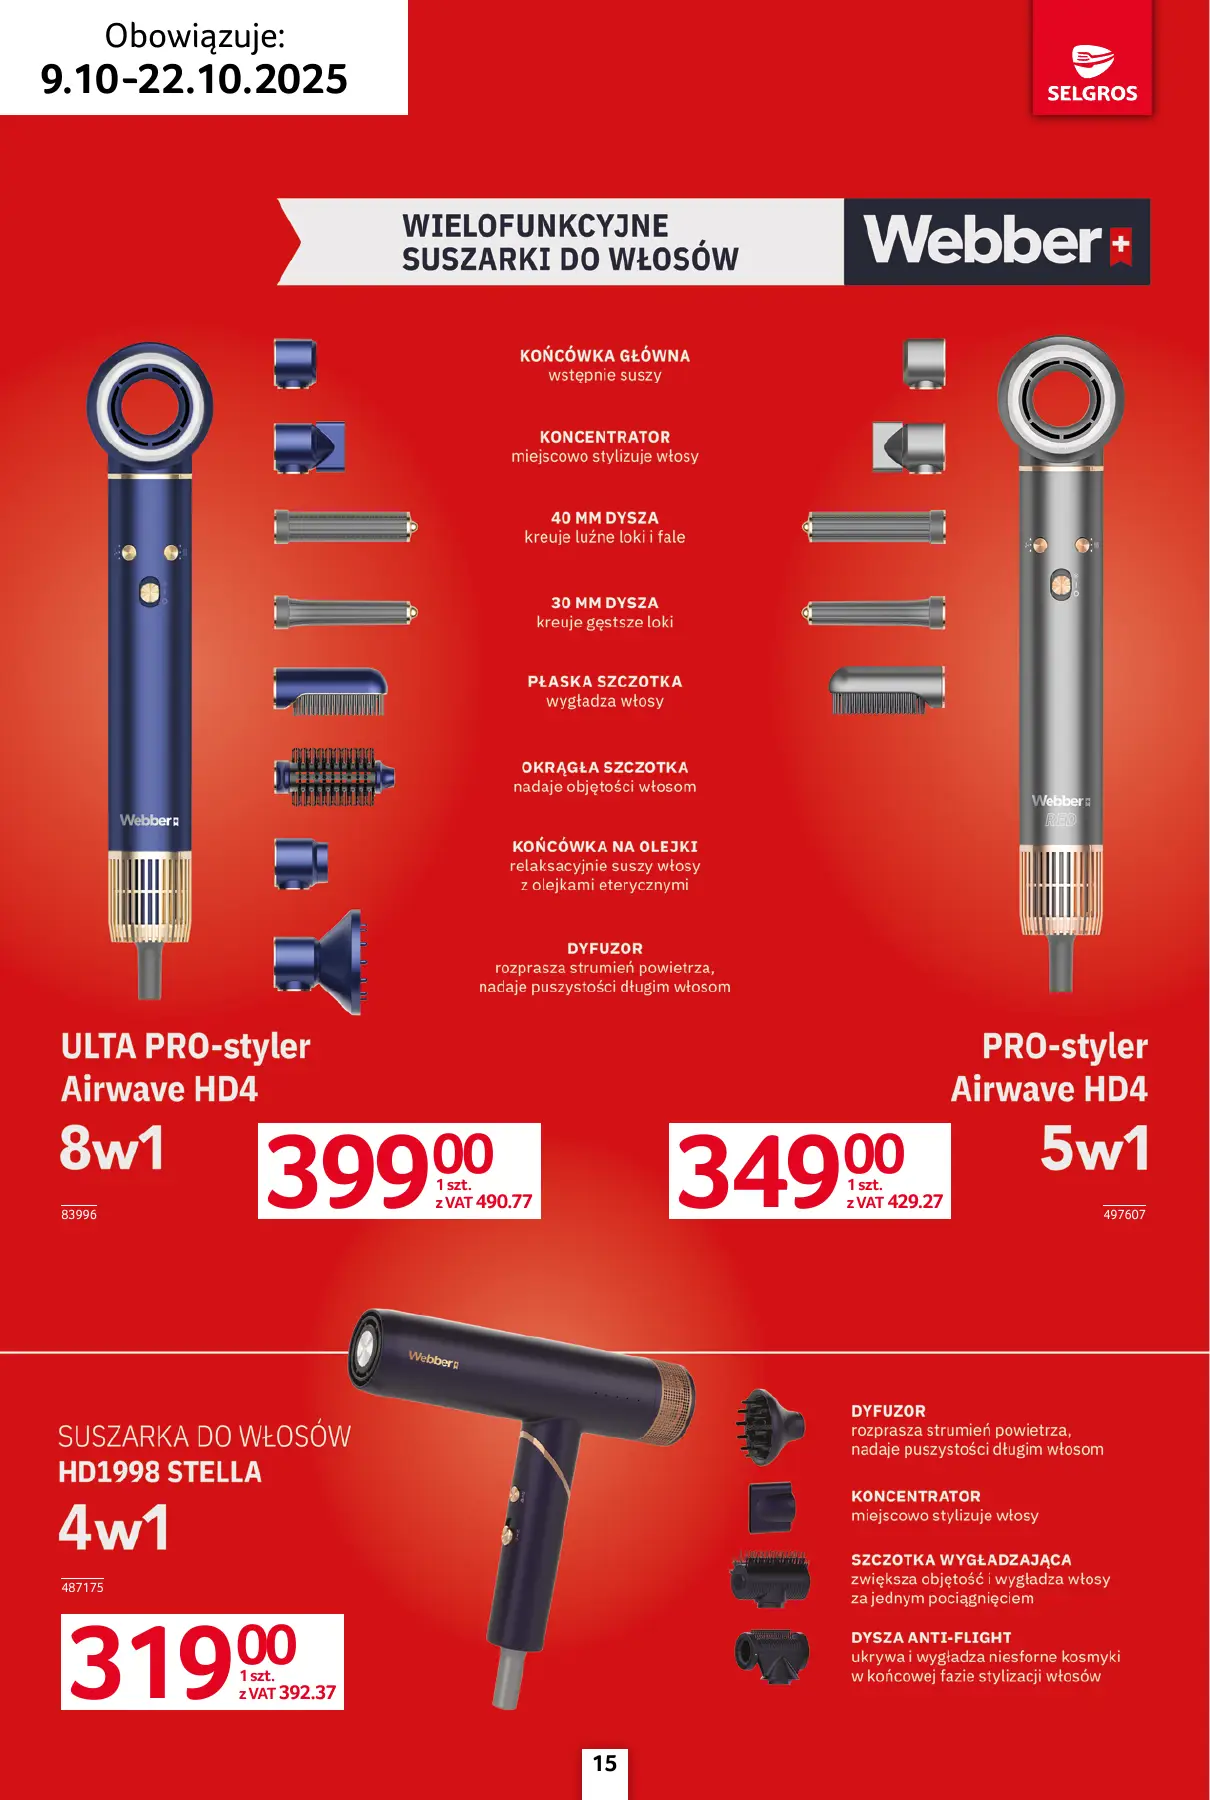 Obowiązuje:
9.10-22.10.2025
SELGROS
WIELOFUNKCYJNE
SUSZARKI DO WŁOSÓW
Webber
KOŃCÓWKA GŁÓWNA
wstępnie suszy
KONCENTRATOR
miejscowo stylizuje włosy
40 MM DYSZA
kreuje luźne loki i fale
30 MM DYSZA
kreuje gęstsze loki
PŁASKA SZCZOTKA
wygładza włosy
OKRĄGŁA SZCZOTKA
nadaje objętości włosom
KOŃCÓWKA NA OLEJKI
relaksacyjnie suszy włosy
z olejkami eterycznymi
DYFUZOR
rozprasza strumień powietrza,
nadaje puszystości długim włosom
Webber
Webber
RED
ULTA PRO-styler
Airwave HD4
8w1
83996
399 00
1 szt.
z VAT 490.77
PRO-styler
Airwave HD4
5w1
497607
349 00
1 szt.
z VAT 429.27
Webber
SUSZARKA DO WŁOSÓW
HD1998 STELLA
4w1
487175
319 00
1 szt.
z VAT 392.37
DYFUZOR
rozprasza strumień powietrza,
nadaje puszystości długim włosom
KONCENTRATOR
miejscowo stylizuje włosy
SZCZOTKA WYGŁADZAJĄCA
zwiększa objętość i wygładza włosy
za jednym pociągnięciem
DYSZA ANTI-FLIGHT
ukrywa i wygładza niesforne kosmyki
w końcowej fazie stylizacji włosów
15